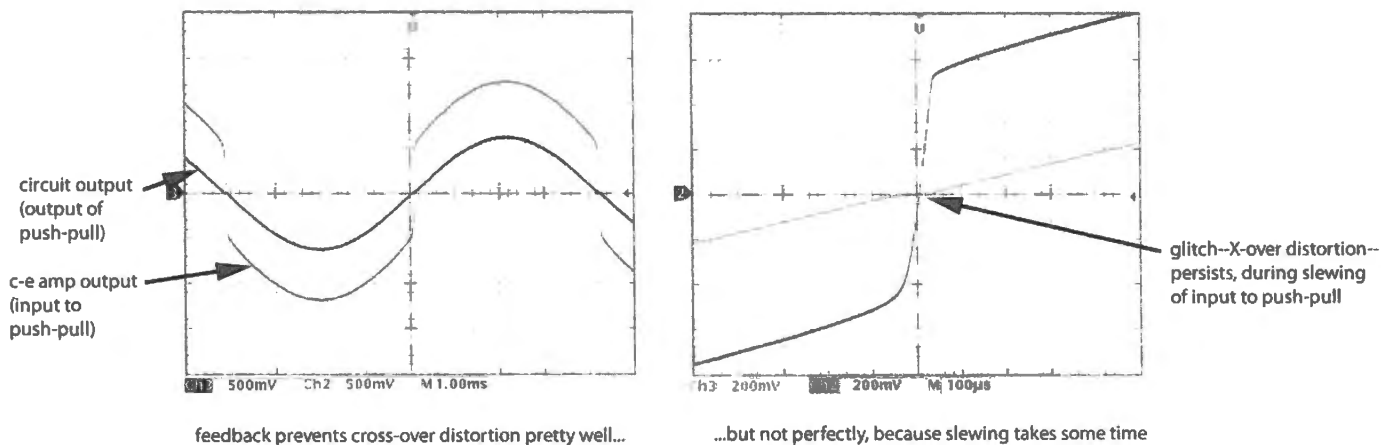 circuit output
(output of
push-pull)
c-e amp output
(input to
push-pull)
500mV Ch2 500mV M 1.00ms
feedback prevents cross-over distortion pretty well...
glitch--X-over distortion--
persists, during slewing
of input to push-pull
Ch3 200mV 200mV M 100µs
...but not perfectly, because slewing takes some time